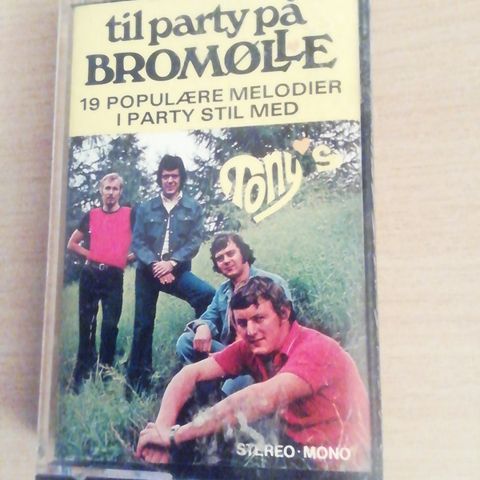 til party på
BROMØLLE
19 POPULÆRE MELODIER
I PARTY STIL MED
Tony's
STEREO·MONO